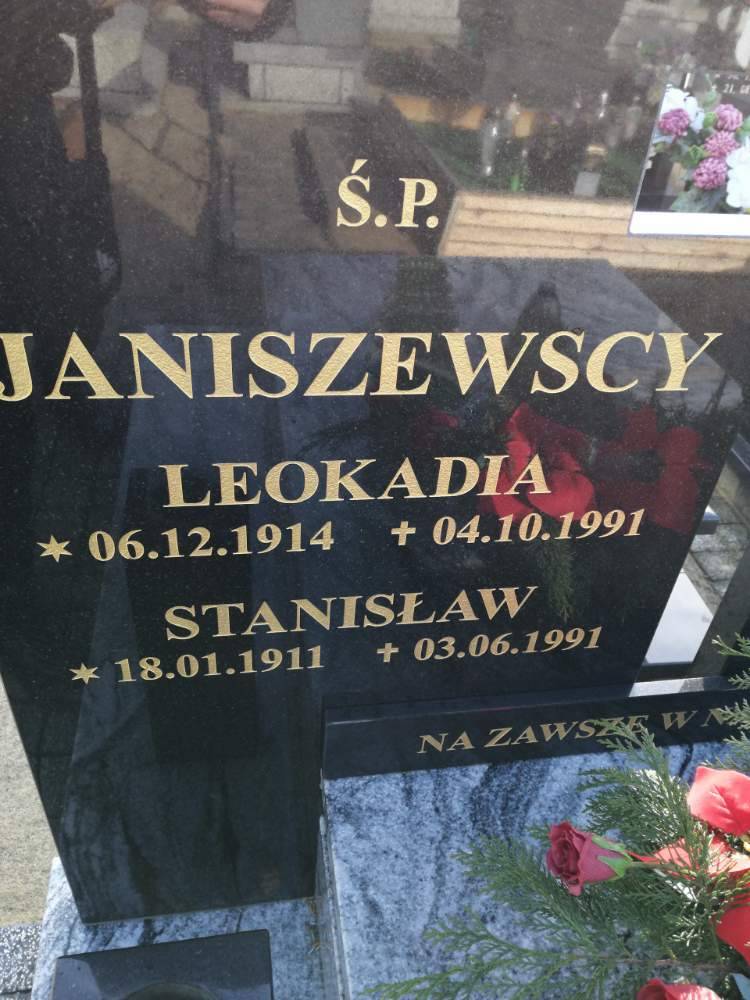 Ś.P.
JANISZEWSCY
LEOKADIA
✶ 06.12.1914 ✝ 04.10.1991
STANISŁAW
✶ 18.01.1911 ✝ 03.06.1991
NA ZAWSZE W